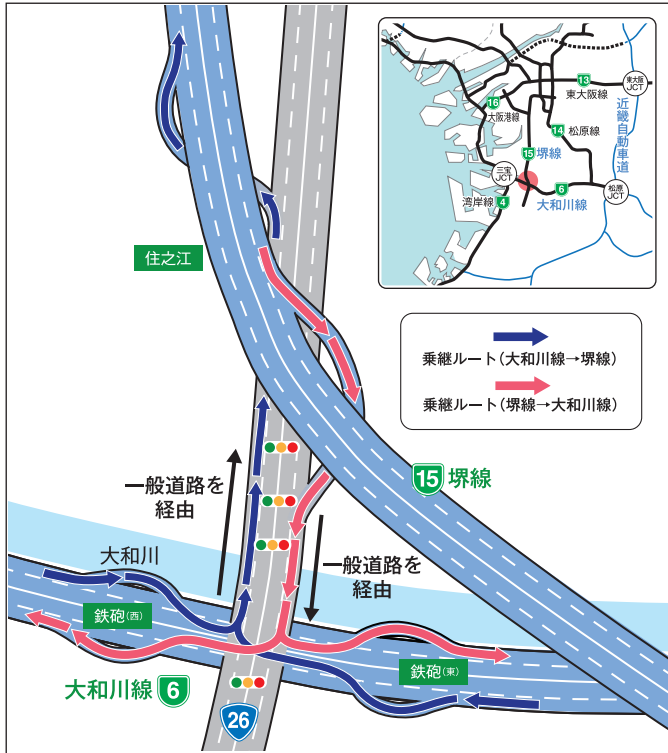 13
東大阪線
東大阪
JCT
近畿自動車道
16
大阪港線
14
松原線
15
堺線
三宝
JCT
6
大和川線
松原
JCT
湾岸線
4
住之江
乗継ルート(大和川線→堺線)
乗継ルート(堺線→大和川線)
15 堺線
一般道路を
経由
一般道路を
経由
大和川
鉄砲(西)
鉄砲(東)
大和川線 6
26